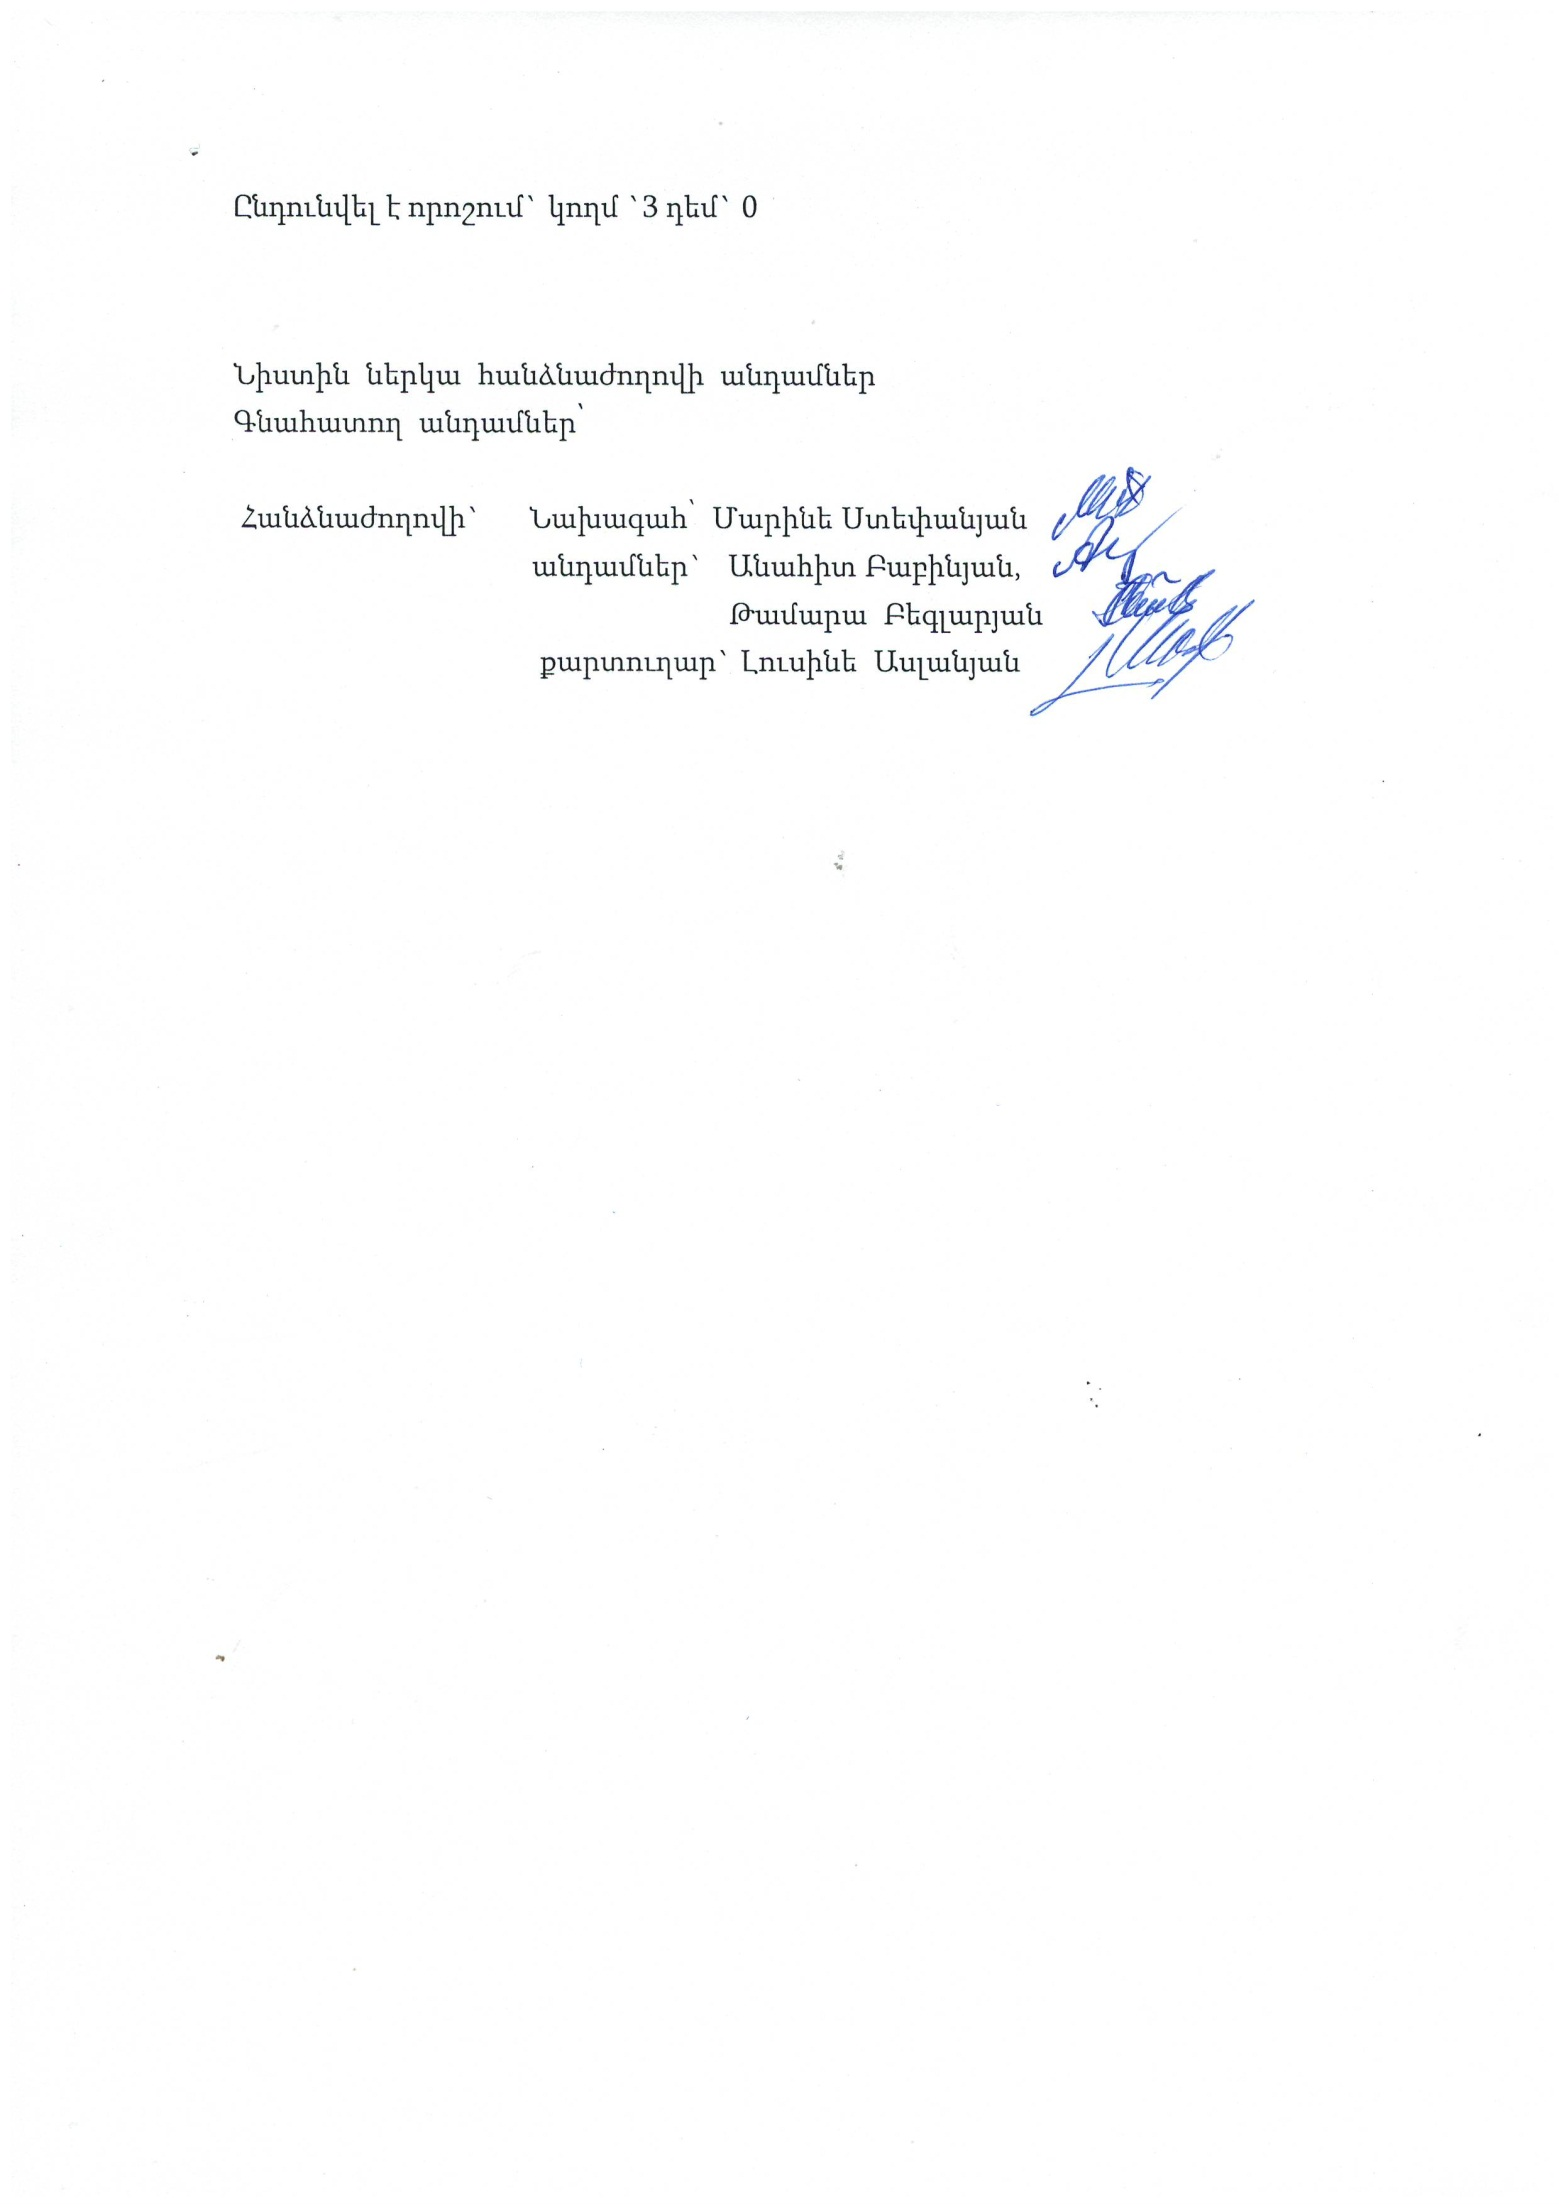 Ընդունվել է որոշում՝ կողմ ՝3 դեմ՝ 0
Նիստին ներկա հանձնաժողովի անդամներ
Գնահատող անդամներ՝
Հանձնաժողովի՝ Նախագահ՝ Մարինե Ստեփանյան
անդամներ՝ Անահիտ Բաբինյան,
Թամարա Բեգլարյան
քարտուղար՝ Լուսինե Ասլանյան